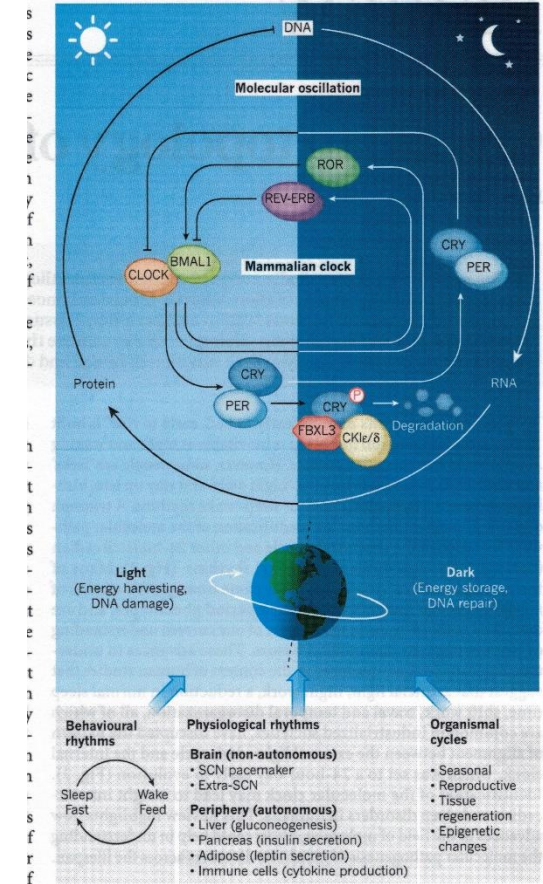 DNA
Molecular oscillation
ROR
REV-ERB
CRY
PER
BMAL1
CLOCK
Mammalian clock
CRY
PER
Protein
RNA
CRY
P
FBXL3
CKIε/δ
Degradation
Light
(Energy harvesting,
DNA damage)
Dark
(Energy storage,
DNA repair)
Behavioural
rhythms
Sleep
Fast
Wake
Feed
Physiological rhythms
Brain (non-autonomous)
• SCN pacemaker
• Extra-SCN
Periphery (autonomous)
• Liver (gluconeogenesis)
• Pancreas (insulin secretion)
• Adipose (leptin secretion)
• Immune cells (cytokine production)
Organismal
cycles
• Seasonal
• Reproductive
• Tissue
regeneration
• Epigenetic
changes